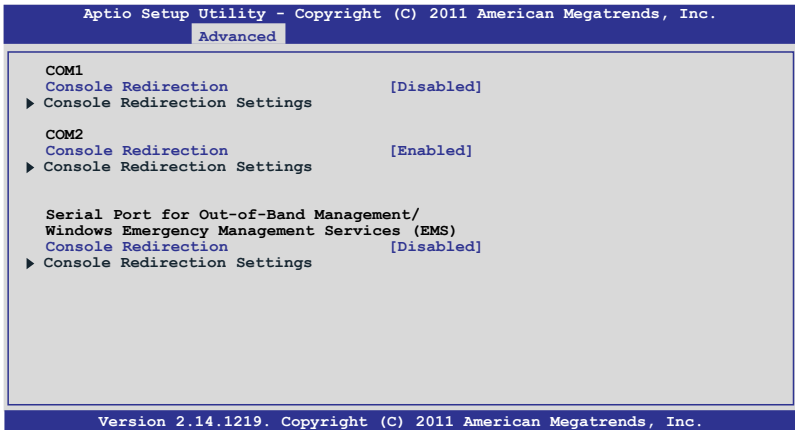 Aptio Setup Utility - Copyright (C) 2011 American Megatrends, Inc.
Advanced
COM1
Console Redirection [Disabled]
Console Redirection Settings
COM2
Console Redirection [Enabled]
Console Redirection Settings
Serial Port for Out-of-Band Management/
Windows Emergency Management Services (EMS)
Console Redirection [Disabled]
Console Redirection Settings
Version 2.14.1219. Copyright (C) 2011 American Megatrends, Inc.